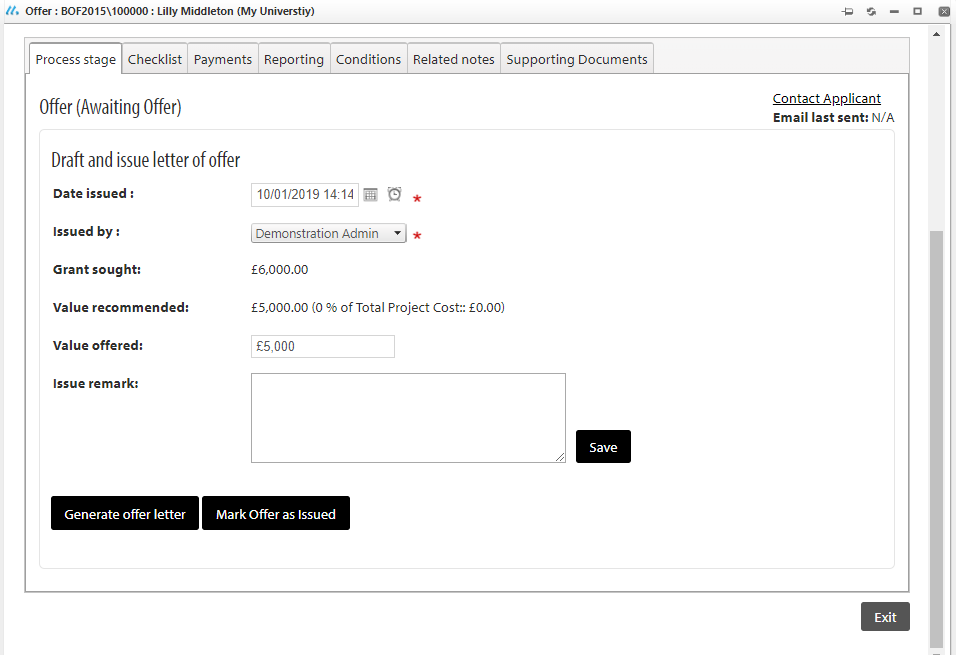 Offer : BOF2015\100000 : Lilly Middleton (My Universtiy)
Process stage Checklist Payments Reporting Conditions Related notes Supporting Documents
Offer (Awaiting Offer)
Contact Applicant
Email last sent: N/A
Draft and issue letter of offer
Date issued : 10/01/2019 14:14 *
Issued by : Demonstration Admin *
Grant sought: £6,000.00
Value recommended: £5,000.00 (0 % of Total Project Cost:: £0.00)
Value offered: £5,000
Issue remark:
Save
Generate offer letter Mark Offer as Issued
Exit